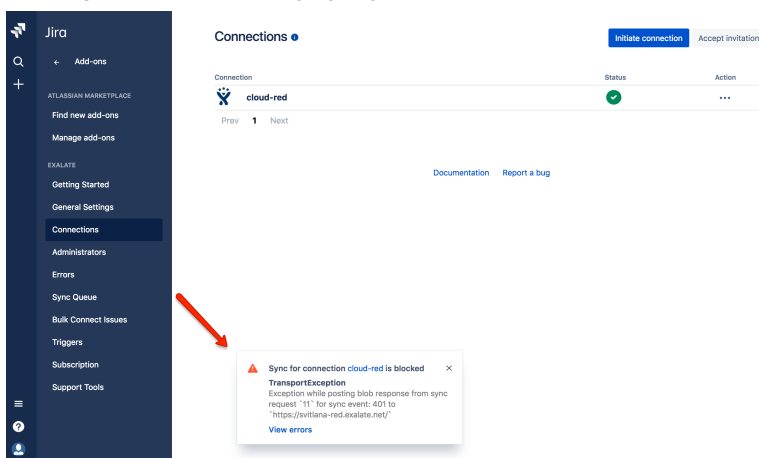 Jira
Connections
Initiate connection
Accept invitation
← Add-ons
Connection
Status
Action
ATLASSIAN MARKETPLACE
cloud-red
Find new add-ons
Prev 1 Next
Manage add-ons
EXALATE
Documentation Report a bug
Getting Started
General Settings
Connections
Administrators
Errors
Sync Queue
Bulk Connect Issues
Triggers
Subscription
Support Tools
Sync for connection cloud-red is blocked
TransportException
Exception while posting blob response from sync
request `11` for sync event: 401 to
`https://svitlana-red.exalate.net/`
View errors